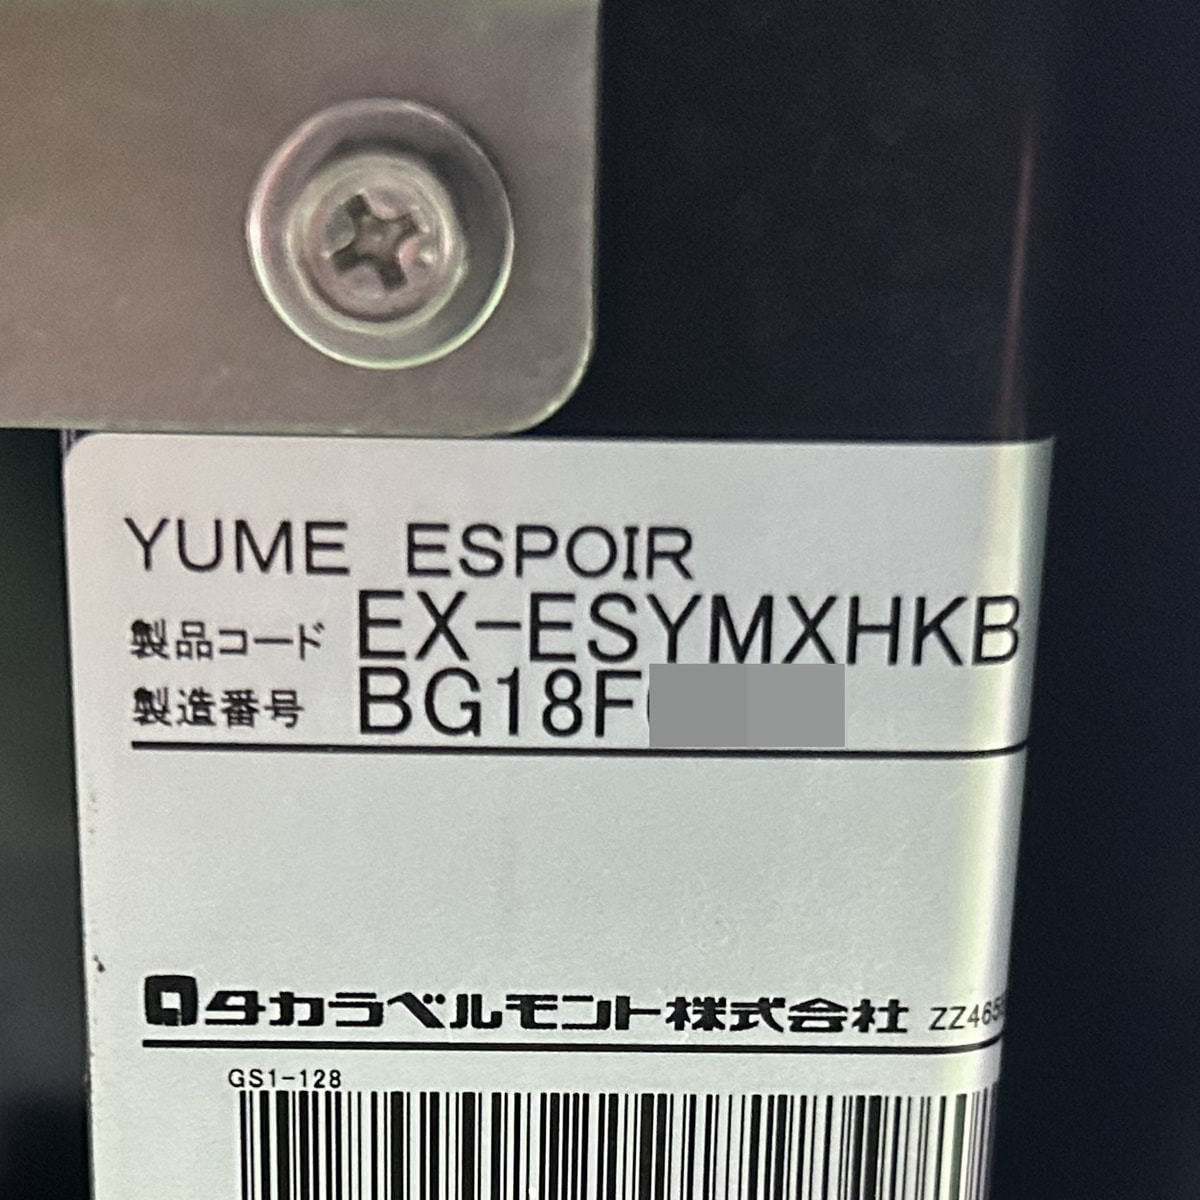 YUME ESPOIR
製品コード EX-ESYMXHKB
製造番号 BG18F
タカラベルモント株式会社 ZZ465
GS1-128